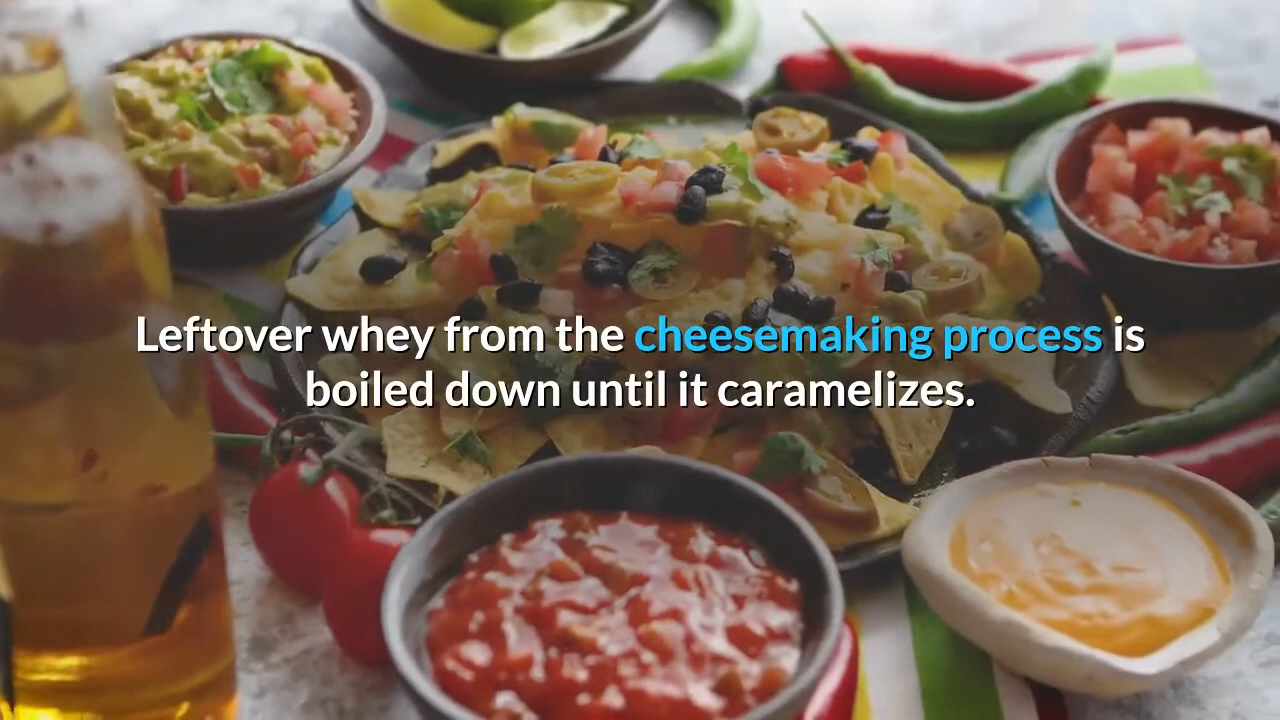 Leftover whey from the cheesemaking process is
boiled down until it caramelizes.